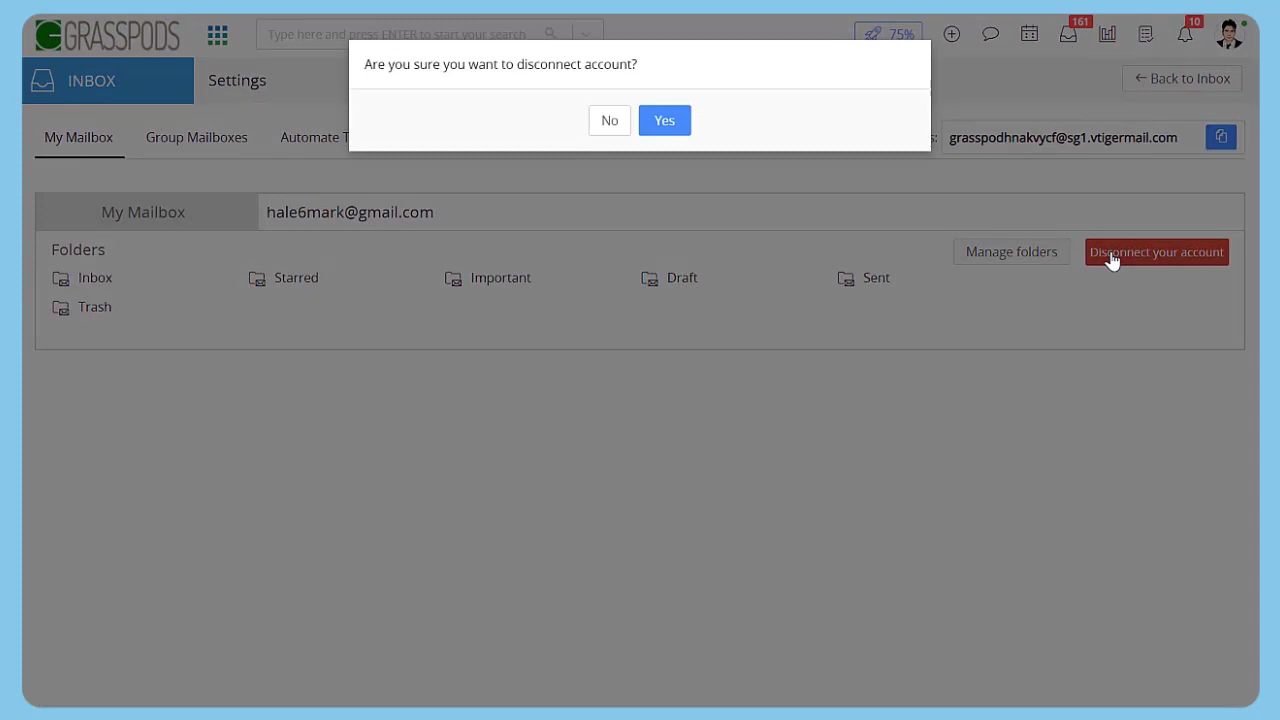 GRASSPODS
Type here and press ENTER to start your search
75%
161
10
Are you sure you want to disconnect account?
No
Yes
INBOX
Settings
← Back to Inbox
My Mailbox
Group Mailboxes
Automate T
s:
grasspodhnakvycf@sg1.vtigermail.com
My Mailbox
hale6mark@gmail.com
Folders
Manage folders
Disconnect your account
Inbox
Starred
Important
Draft
Sent
Trash